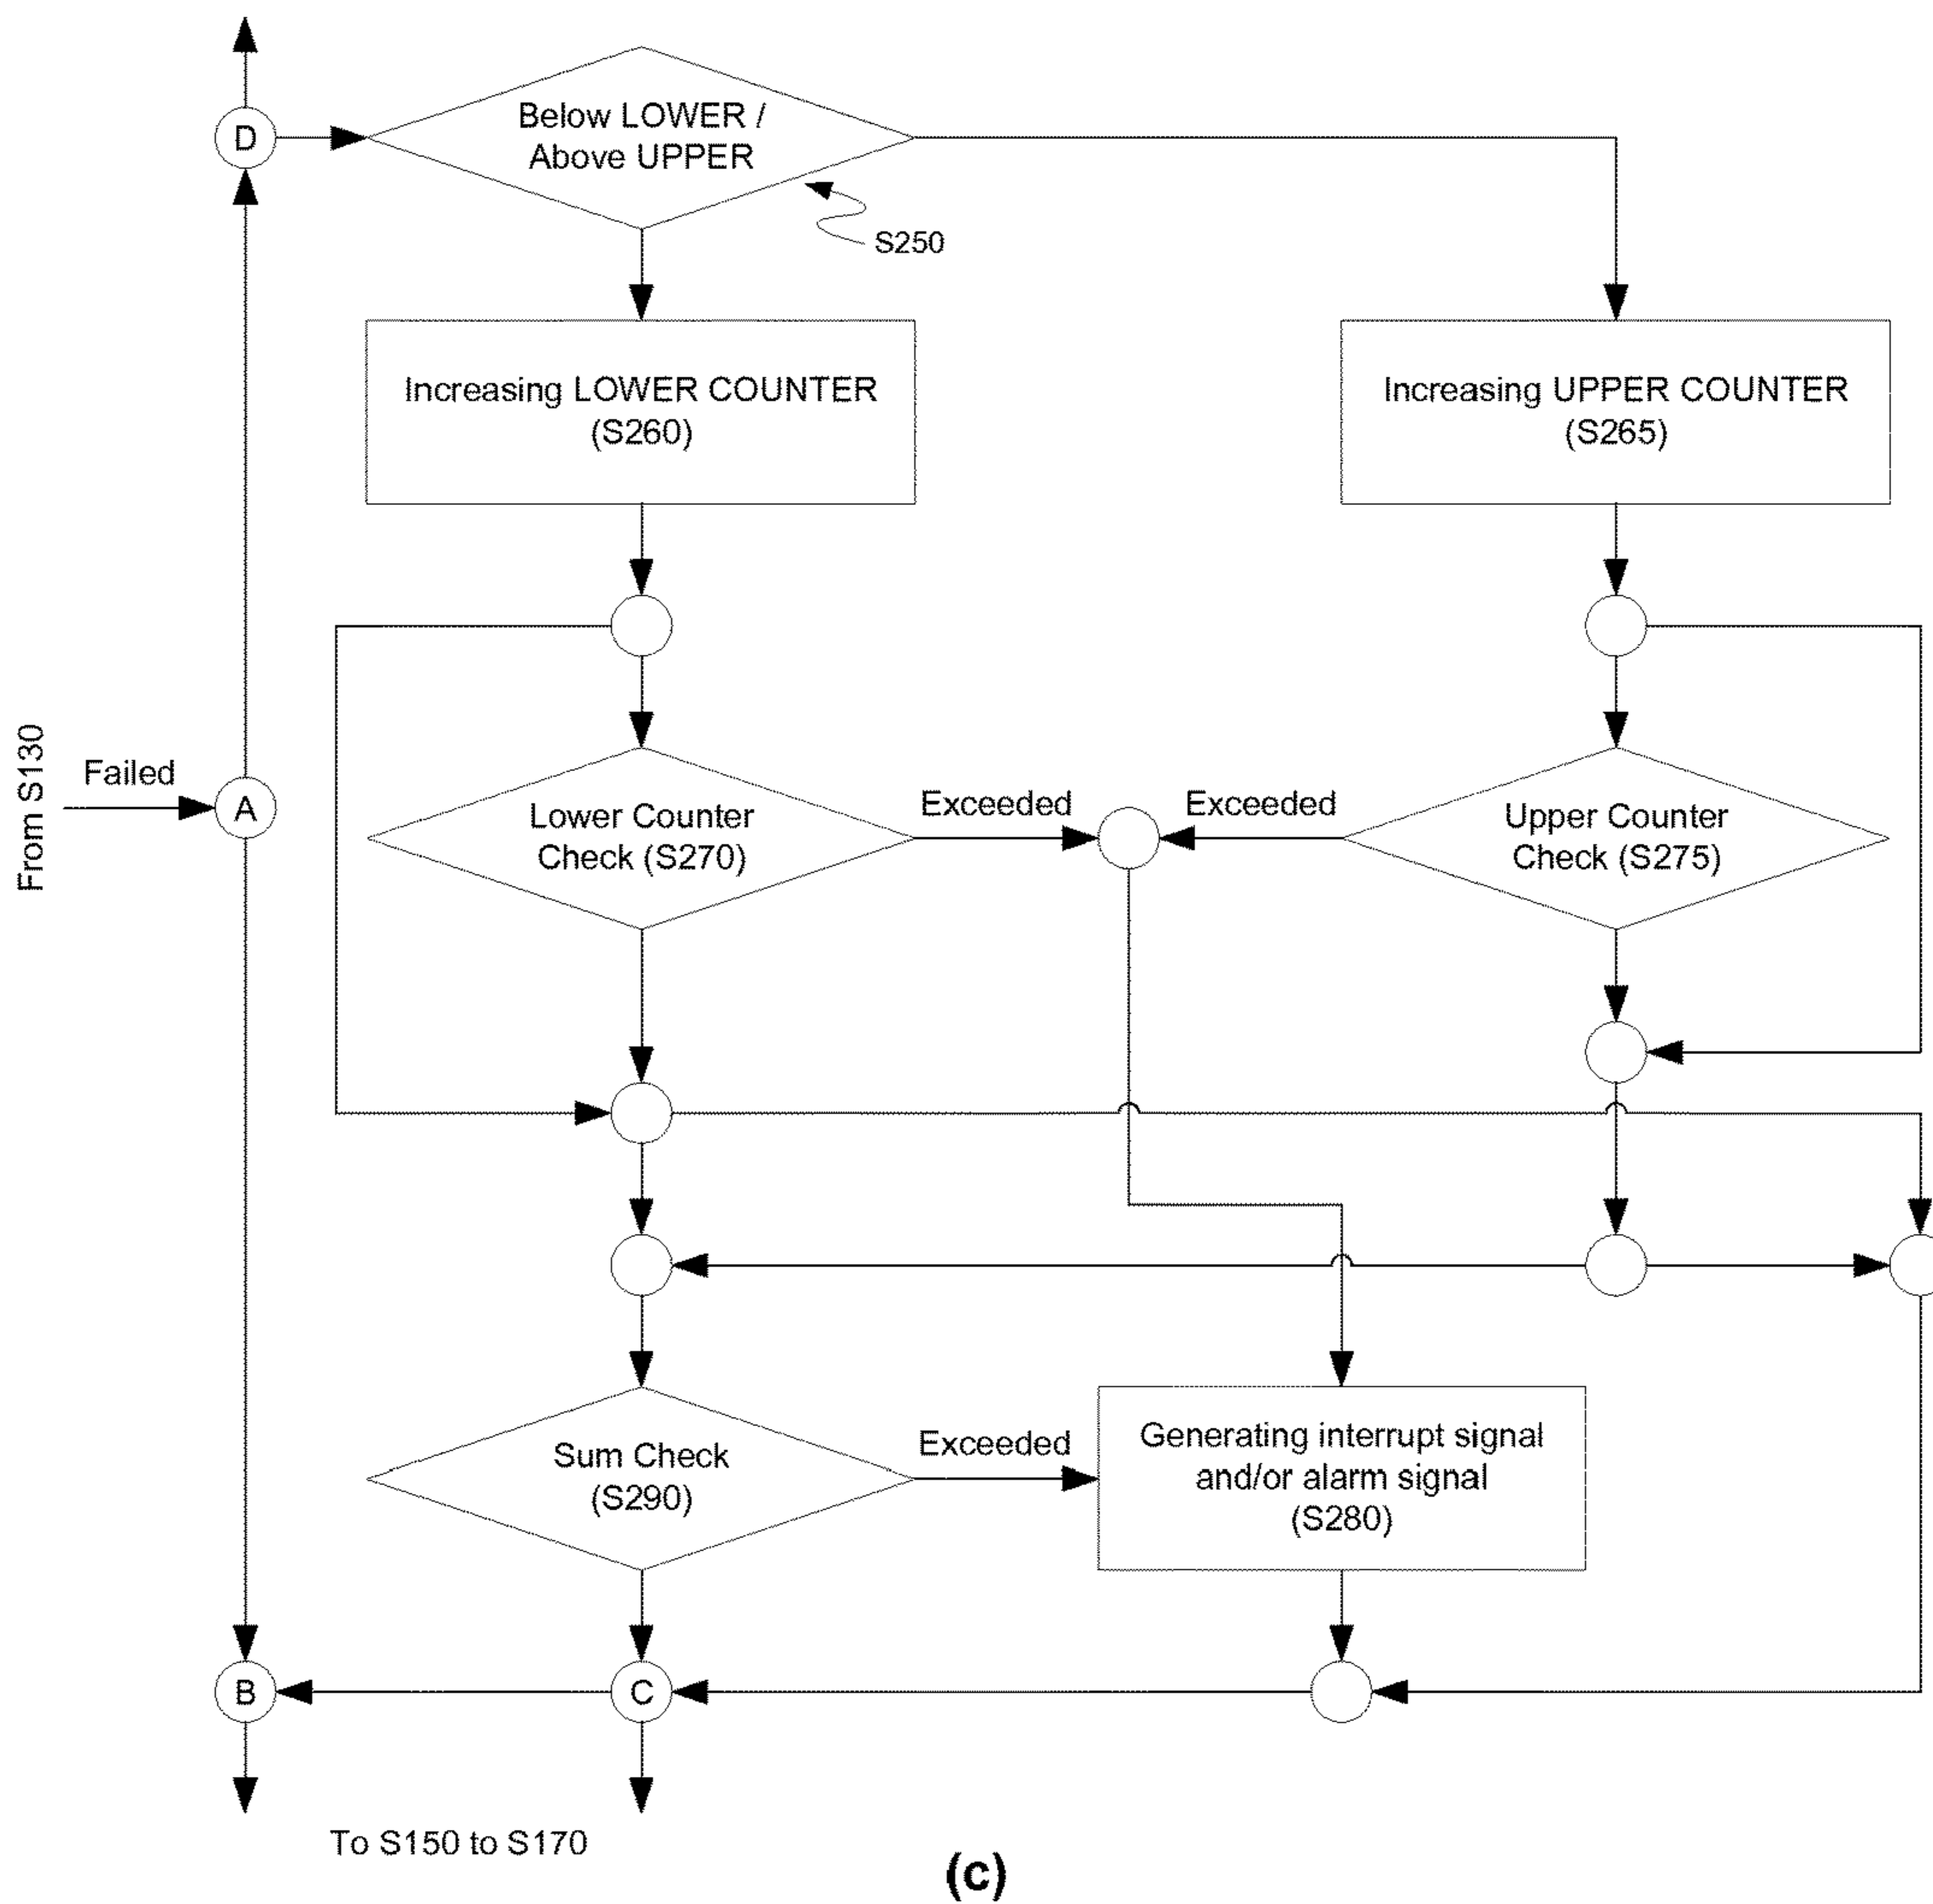 D
Below LOWER /
Above UPPER
S250
Increasing LOWER COUNTER
(S260)
Increasing UPPER COUNTER
(S265)
From S130
Failed
A
Lower Counter
Check (S270)
Exceeded
Exceeded
Upper Counter
Check (S275)
Sum Check
(S290)
Exceeded
Generating interrupt signal
and/or alarm signal
(S280)
B
C
To S150 to S170
(c)